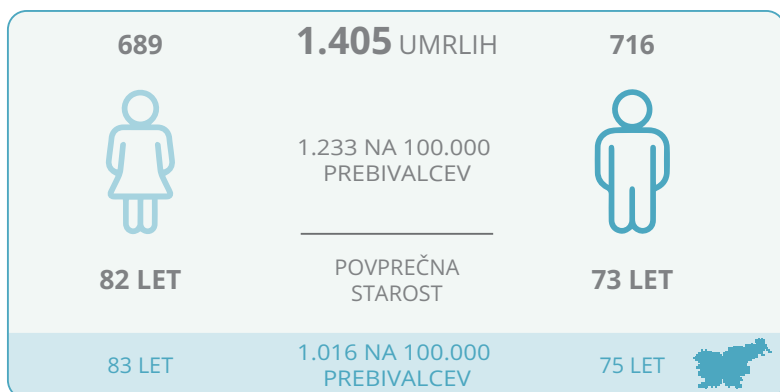 689
1.405 UMRLIH
716
1.233 NA 100.000
PREBIVALCEV
82 LET
POVPREČNA
STAROST
73 LET
83 LET
1.016 NA 100.000
PREBIVALCEV
75 LET